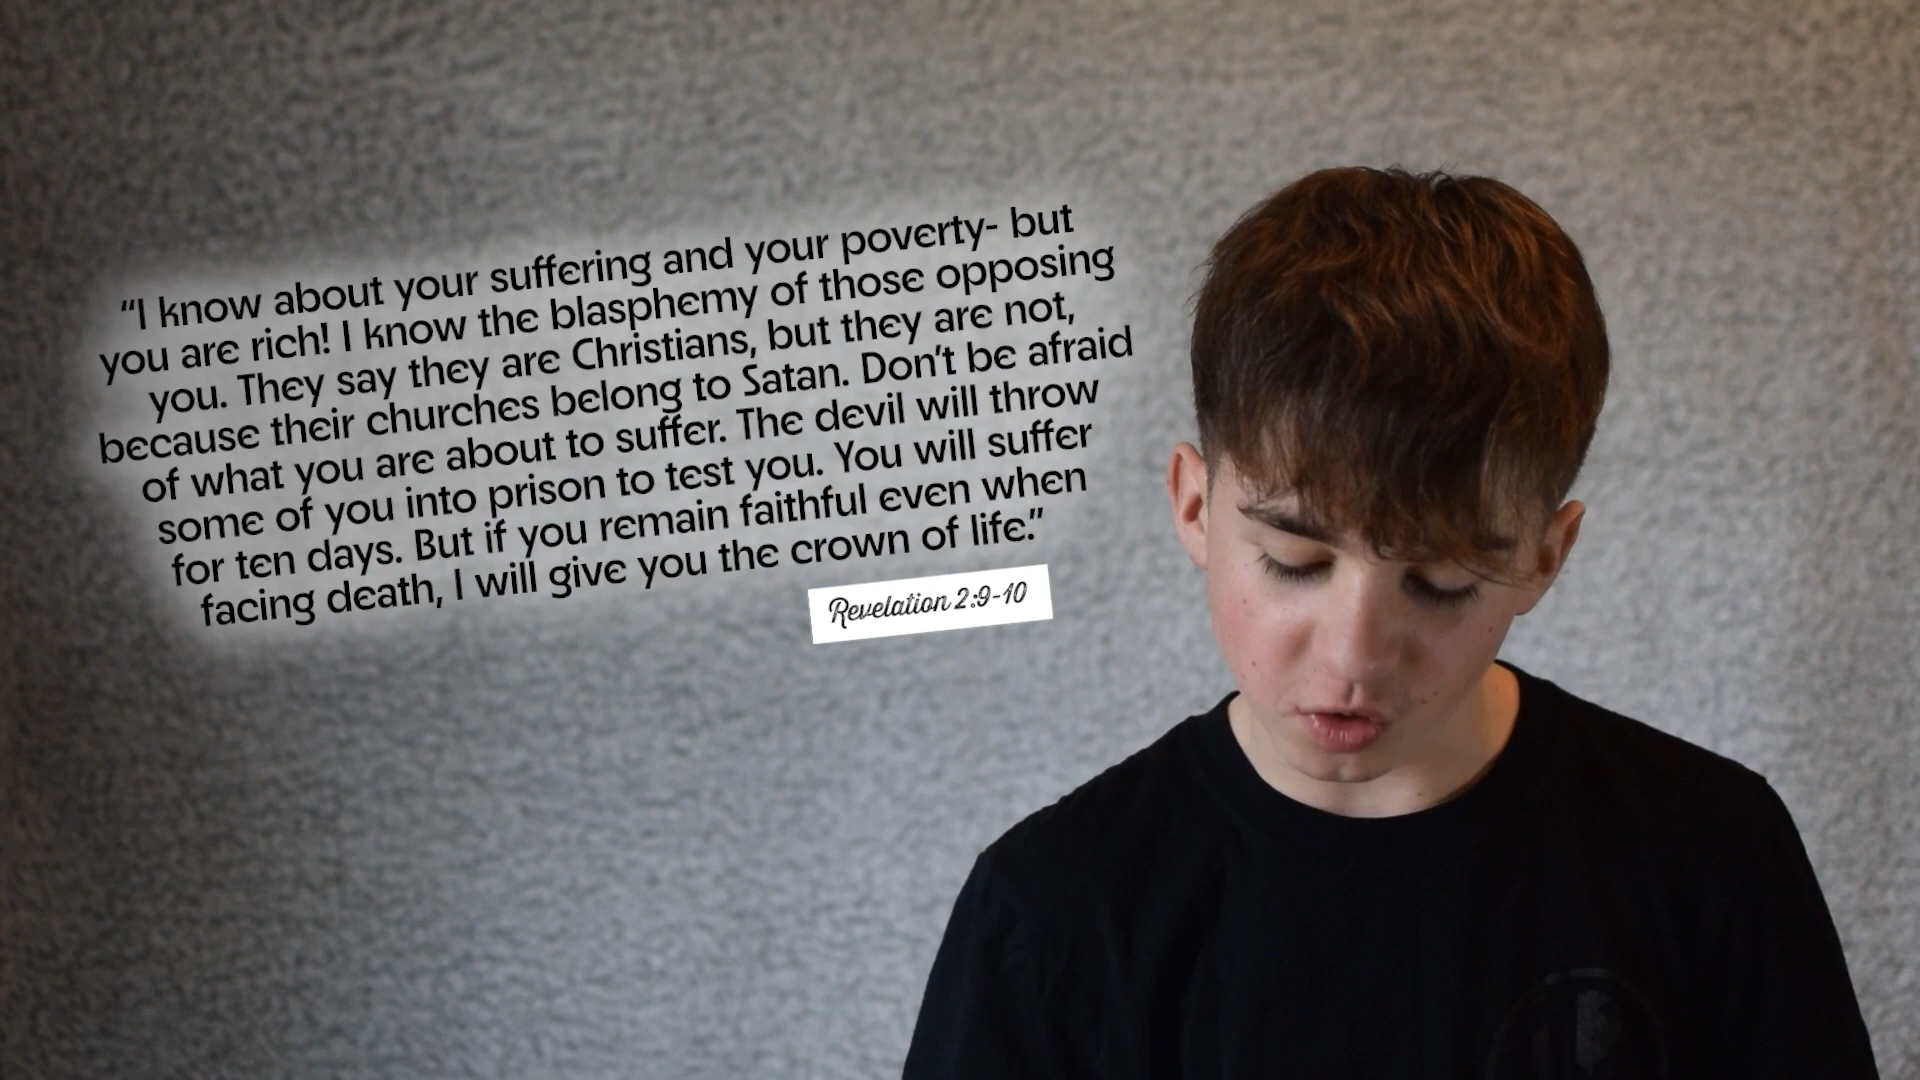 “I know about your suffering and your poverty- but
you are rich! I know the blasphemy of those opposing
you. They say they are Christians, but they are not,
because their churches belong to Satan. Don’t be afraid
of what you are about to suffer. The devil will throw
some of you into prison to test you. You will suffer
for ten days. But if you remain faithful even when
facing death, I will give you the crown of life.”
Revelation 2:9-10